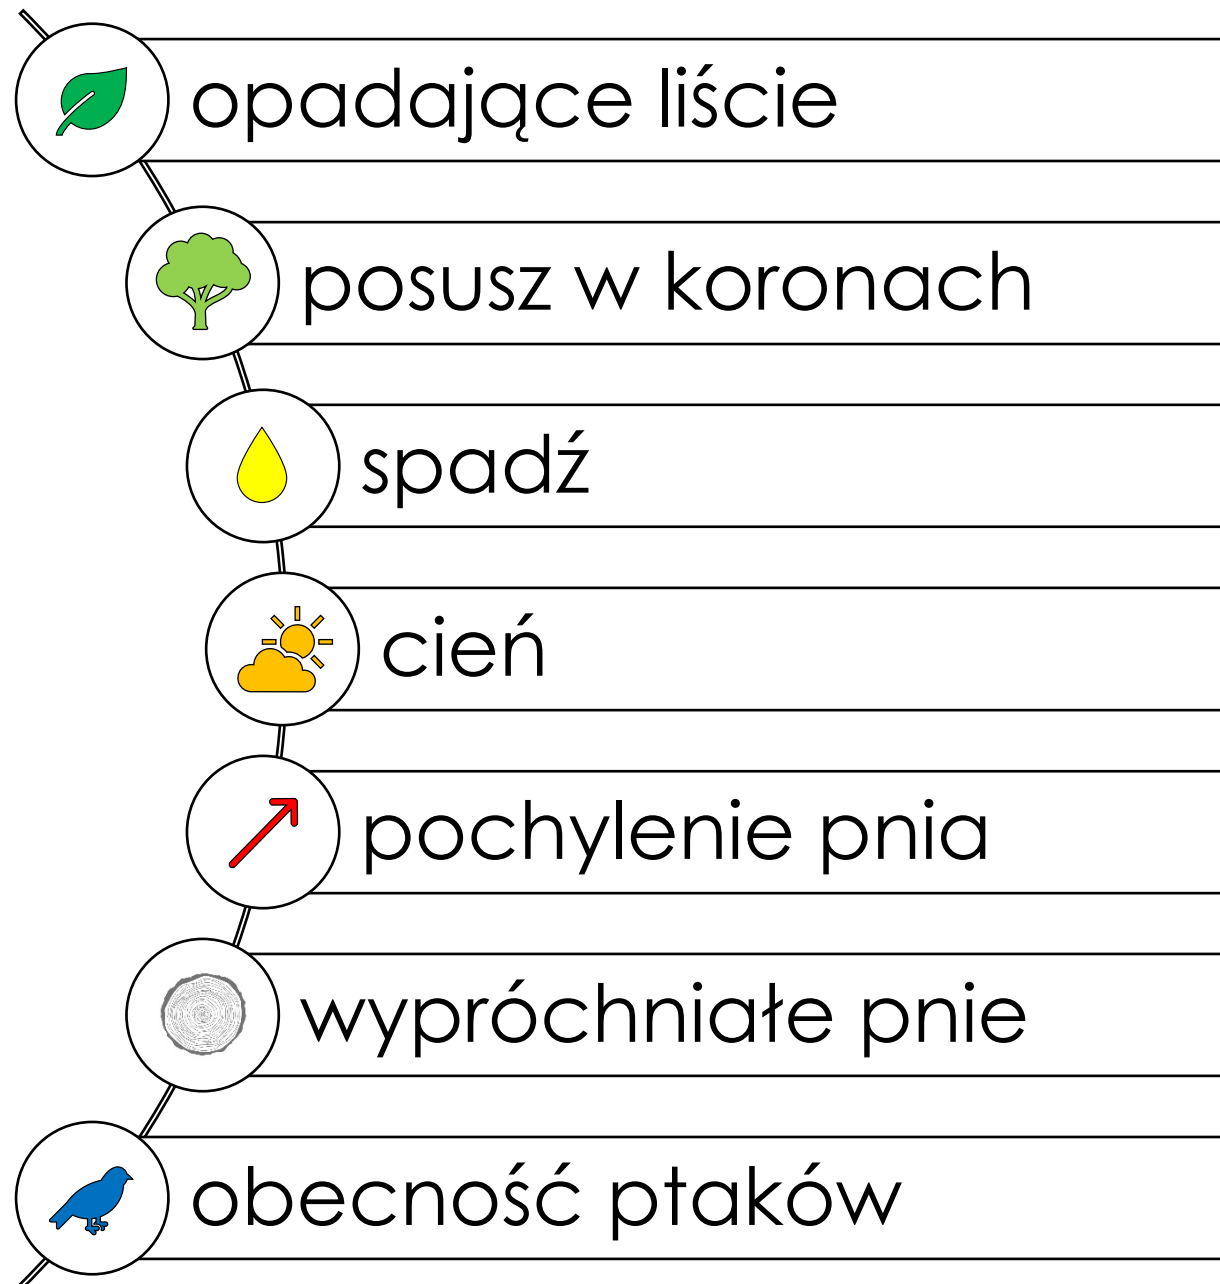 opadające liście
posusz w koronach
spadź
cień
pochylenie pnia
wypróchniałe pnie
obecność ptaków